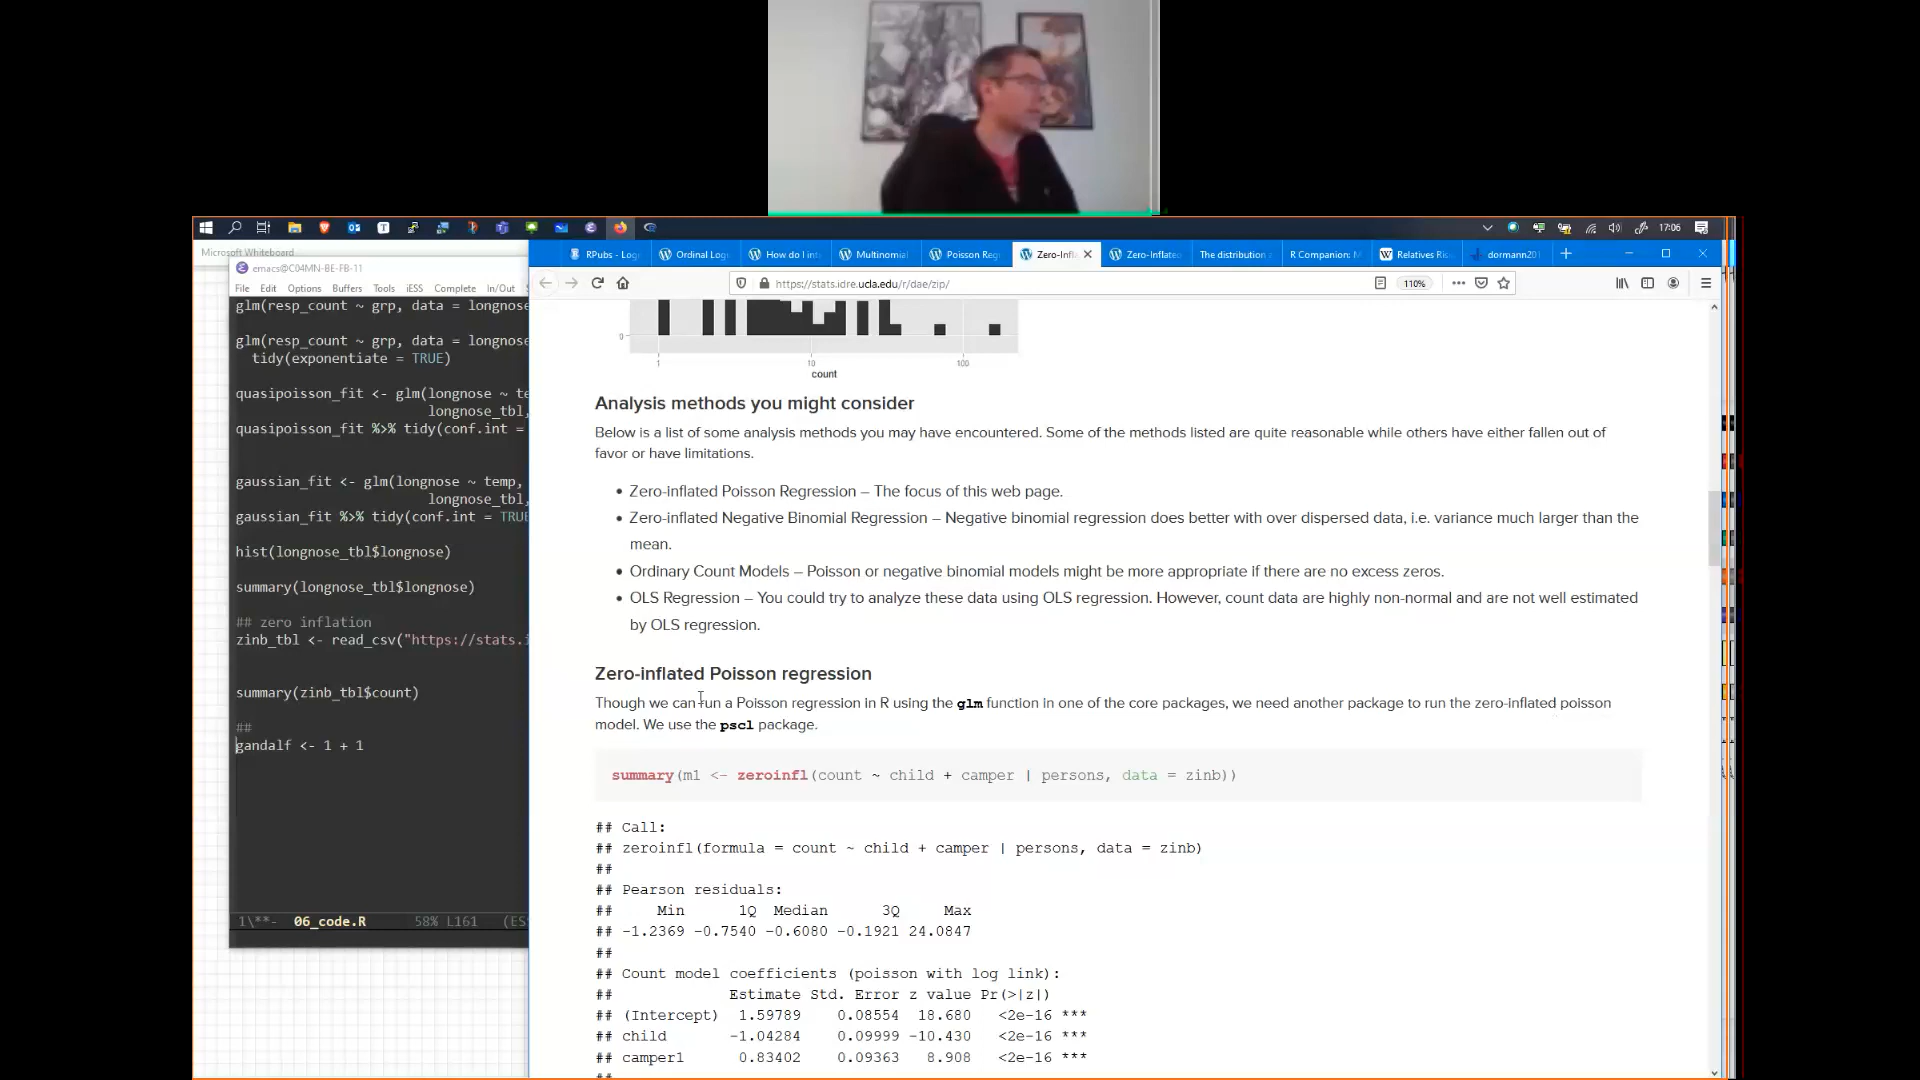 17:06
Microsoft Whiteboard
emacs@C04MN-BE-FB-11
File Edit Options Buffers Tools iESS Complete In/Out
glm(resp_count ~ grp, data = longnose
glm(resp_count ~ grp, data = longnose
tidy(exponentiate = TRUE)
quasipoisson_fit <- glm(longnose ~ te
longnose_tbl,
quasipoisson_fit %>% tidy(conf.int =
gaussian_fit <- glm(longnose ~ temp,
longnose_tbl,
gaussian_fit %>% tidy(conf.int = TRUE
hist(longnose_tbl$longnose)
summary(longnose_tbl$longnose)
## zero inflation
zinb_tbl <- read_csv("https://stats.i
summary(zinb_tbl$count)
##
gandalf <- 1 + 1
1\**- 06_code.R 58% L161 (ES
RPubs - Log Ordinal Log How do I int Multinomial Poisson Reg Zero-Infl Zero-Inflated The distribution R Companion: M Relatives Ris dormann201
https://stats.idre.ucla.edu/r/dae/zip/ 110%
0
1 10 100
count
Analysis methods you might consider
Below is a list of some analysis methods you may have encountered. Some of the methods listed are quite reasonable while others have either fallen out of
favor or have limitations.
• Zero-inflated Poisson Regression – The focus of this web page.
• Zero-inflated Negative Binomial Regression – Negative binomial regression does better with over dispersed data, i.e. variance much larger than the
mean.
• Ordinary Count Models – Poisson or negative binomial models might be more appropriate if there are no excess zeros.
• OLS Regression – You could try to analyze these data using OLS regression. However, count data are highly non-normal and are not well estimated
by OLS regression.
Zero-inflated Poisson regression
Though we can run a Poisson regression in R using the glm function in one of the core packages, we need another package to run the zero-inflated poisson
model. We use the pscl package.
summary(m1 <- zeroinfl(count ~ child + camper | persons, data = zinb))
## Call:
## zeroinfl(formula = count ~ child + camper | persons, data = zinb)
##
## Pearson residuals:
## Min 1Q Median 3Q Max
## -1.2369 -0.7540 -0.6080 -0.1921 24.0847
##
## Count model coefficients (poisson with log link):
## Estimate Std. Error z value Pr(>|z|)
## (Intercept) 1.59789 0.08554 18.680 <2e-16 ***
## child -1.04284 0.09999 -10.430 <2e-16 ***
## camper1 0.83402 0.09363 8.908 <2e-16 ***
##